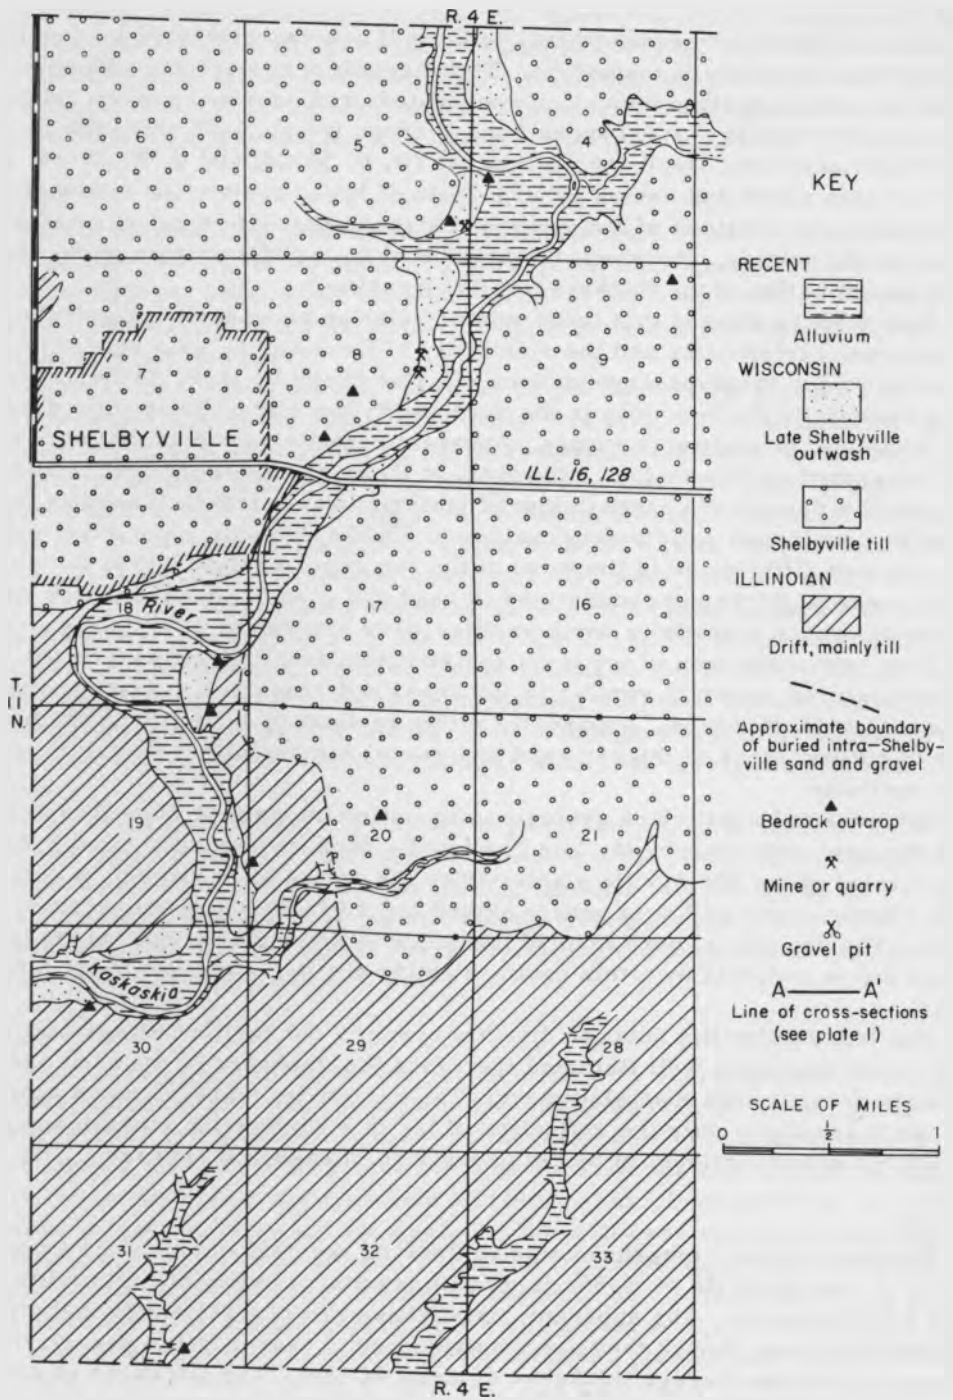 R. 4 E.
6
5
4
7
8
9
SHELBYVILLE
ILL. 16, 128
18
River
17
16
T.
11
N.
19
20
21
Kaskaskia
30
29
28
31
32
33
R. 4 E.
KEY
RECENT
Alluvium
WISCONSIN
Late Shelbyville
outwash
Shelbyville till
ILLINOIAN
Drift, mainly till
Approximate boundary
of buried intra-Shelby-
ville sand and gravel
Bedrock outcrop
Mine or quarry
Gravel pit
A A'
Line of cross-sections
(see plate I)
SCALE OF MILES
0 ½ 1